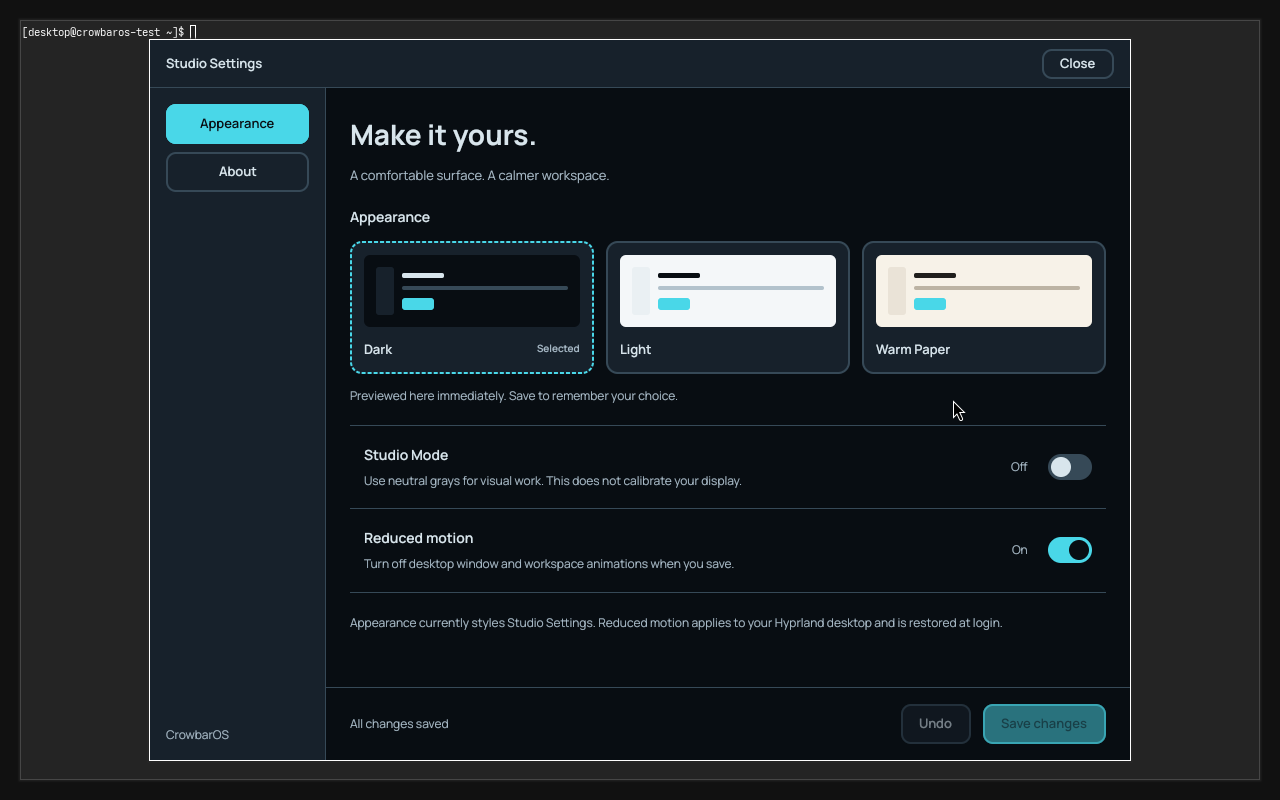 [desktop@crowbaros-test ~]$
Studio Settings
Close
Appearance
About
Make it yours.
A comfortable surface. A calmer workspace.
Appearance
Dark
Selected
Light
Warm Paper
Previewed here immediately. Save to remember your choice.
Studio Mode
Use neutral grays for visual work. This does not calibrate your display.
Off
Reduced motion
Turn off desktop window and workspace animations when you save.
On
Appearance currently styles Studio Settings. Reduced motion applies to your Hyprland desktop and is restored at login.
CrowbarOS
All changes saved
Undo
Save changes